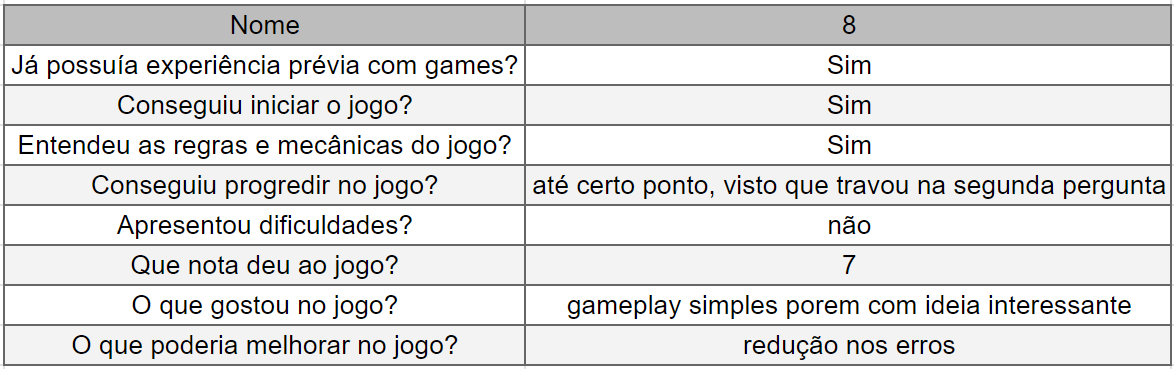 Nome 8
Já possuía experiência prévia com games? Sim
Conseguiu iniciar o jogo? Sim
Entendeu as regras e mecânicas do jogo? Sim
Conseguiu progredir no jogo? até certo ponto, visto que travou na segunda pergunta
Apresentou dificuldades? não
Que nota deu ao jogo? 7
O que gostou no jogo? gameplay simples porem com ideia interessante
O que poderia melhorar no jogo? redução nos erros